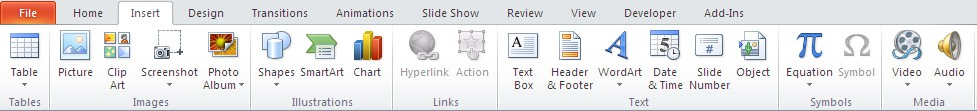 File Home Insert Design Transitions Animations Slide Show Review View Developer Add-Ins
Table Picture Clip Art Screenshot Photo Album Shapes SmartArt Chart Hyperlink Action A Text Box Header & Footer A WordArt 5 Date & Time # Slide Number Object π Equation Ω Symbol Video Audio
Tables Images Illustrations Links Text Symbols Media